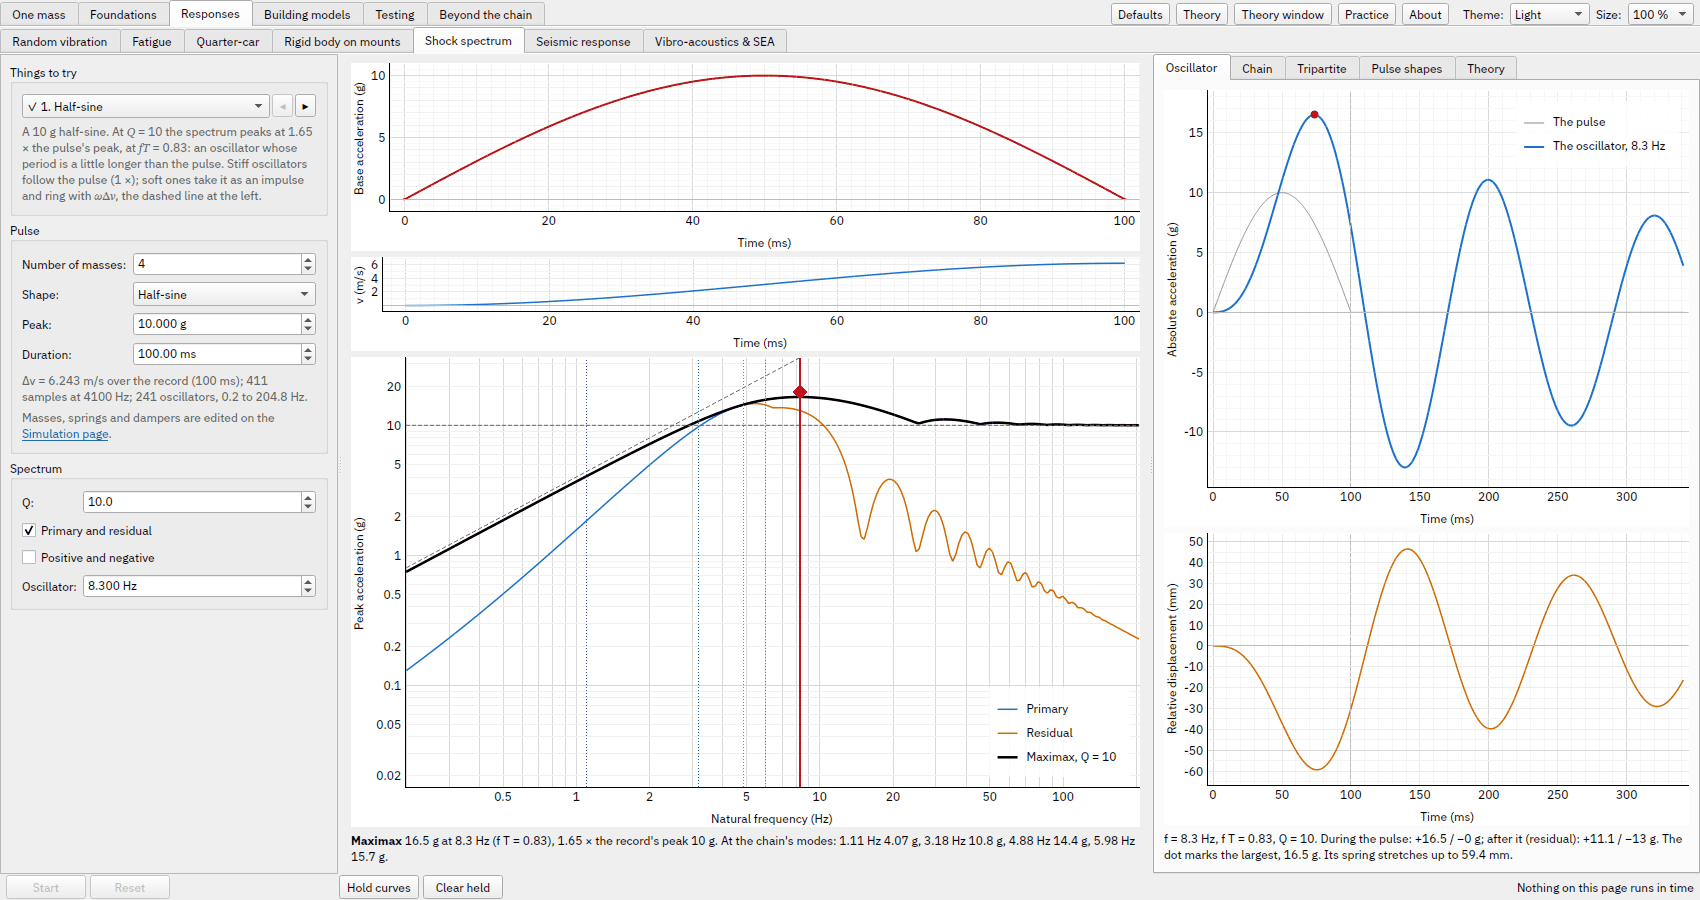 One mass
Foundations
Responses
Building models
Testing
Beyond the chain
Defaults
Theory
Theory window
Practice
About
Theme:
Light
Size:
100 %
Random vibration
Fatigue
Quarter-car
Rigid body on mounts
Shock spectrum
Seismic response
Vibro-acoustics & SEA
Things to try
✓ 1. Half-sine
A 10 g half-sine. At Q = 10 the spectrum peaks at 1.65
× the pulse's peak, at fT = 0.83: an oscillator whose
period is a little longer than the pulse. Stiff oscillators
follow the pulse (1 ×); soft ones take it as an impulse
and ring with ωΔv, the dashed line at the left.
Pulse
Number of masses:
4
Shape:
Half-sine
Peak:
10.000 g
Duration:
100.00 ms
Δv = 6.243 m/s over the record (100 ms); 411
samples at 4100 Hz; 241 oscillators, 0.2 to 204.8 Hz.
Masses, springs and dampers are edited on the
Simulation page.
Spectrum
Q:
10.0
Primary and residual
Positive and negative
Oscillator:
8.300 Hz
Start
Reset
Base acceleration (g)
10
5
0
0
20
40
60
80
100
Time (ms)
v (m/s)
6
4
2
0
20
40
60
80
100
Time (ms)
Peak acceleration (g)
20
10
5
2
1
0.5
0.2
0.1
0.05
0.02
0.5
1
2
5
10
20
50
100
Natural frequency (Hz)
Primary
Residual
Maximax, Q = 10
Maximax 16.5 g at 8.3 Hz (f T = 0.83), 1.65 × the record's peak 10 g. At the chain's modes: 1.11 Hz 4.07 g, 3.18 Hz 10.8 g, 4.88 Hz 14.4 g, 5.98 Hz
15.7 g.
Hold curves
Clear held
Oscillator
Chain
Tripartite
Pulse shapes
Theory
Absolute acceleration (g)
15
10
5
0
-5
-10
The pulse
The oscillator, 8.3 Hz
0
50
100
150
200
250
300
Time (ms)
Relative displacement (mm)
50
40
30
20
10
0
-10
-20
-30
-40
-50
-60
0
50
100
150
200
250
300
Time (ms)
f = 8.3 Hz, f T = 0.83, Q = 10. During the pulse: +16.5 / −0 g; after it (residual): +11.1 / −13 g. The
dot marks the largest, 16.5 g. Its spring stretches up to 59.4 mm.
Nothing on this page runs in time